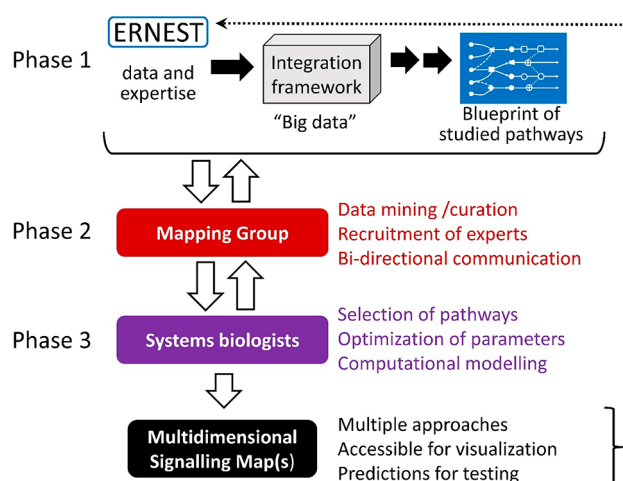 ERNEST
Phase 1
data and
expertise
Integration
framework
“Big data”
Blueprint of
studied pathways
Phase 2
Mapping Group
Data mining /curation
Recruitment of experts
Bi-directional communication
Phase 3
Systems biologists
Selection of pathways
Optimization of parameters
Computational modelling
Multidimensional
Signalling Map(s)
Multiple approaches
Accessible for visualization
Predictions for testing